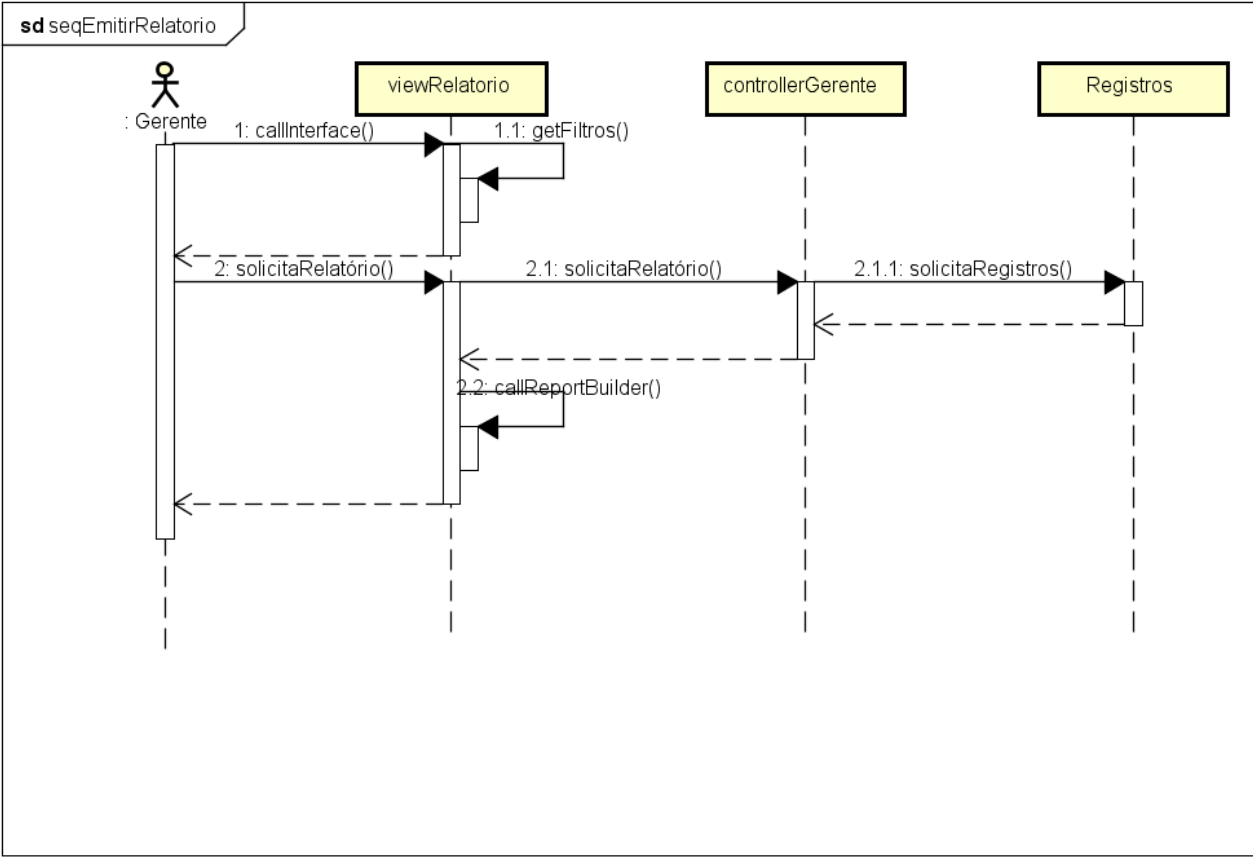 sd seqEmitirRelatorio
viewRelatorio
controllerGerente
Registros
: Gerente
1: callInterface()
1.1: getFiltros()
2: solicitaRelatório()
2.1: solicitaRelatório()
2.1.1: solicitaRegistros()
2.2: callReportBuilder()